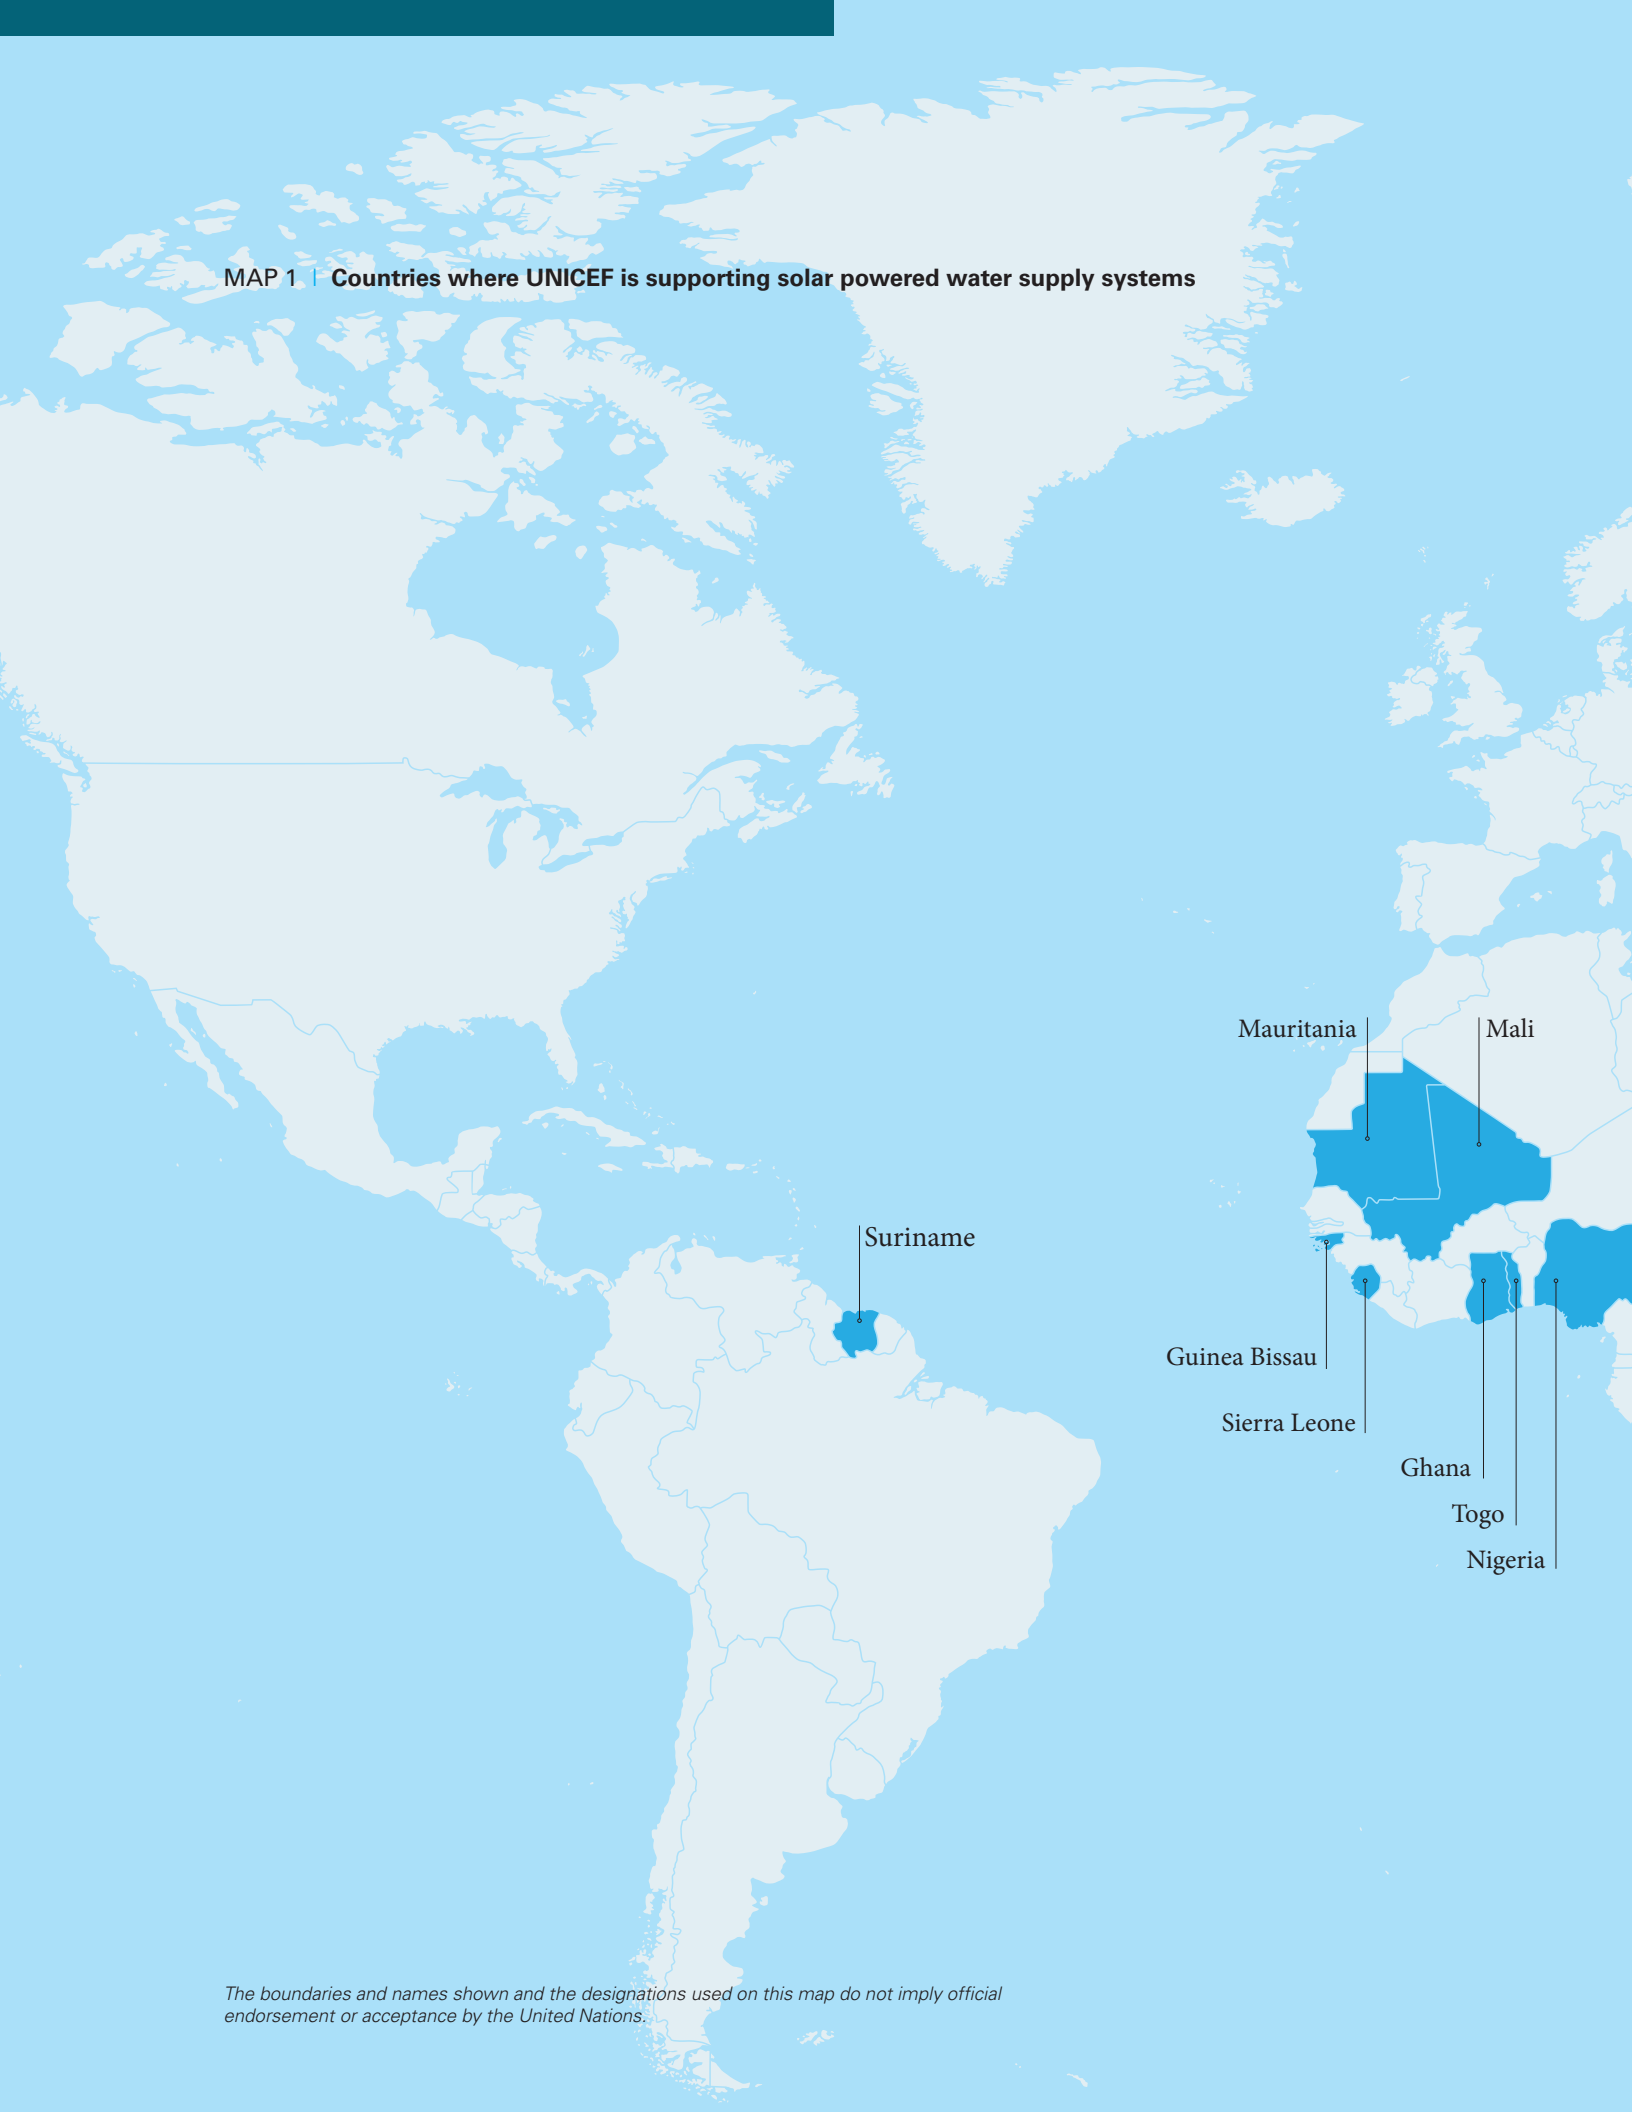 MAP 1 | Countries where UNICEF is supporting solar powered water supply systems
Mauritania
Mali
Suriname
Guinea Bissau
Sierra Leone
Ghana
Togo
Nigeria
The boundaries and names shown and the designations used on this map do not imply official
endorsement or acceptance by the United Nations.